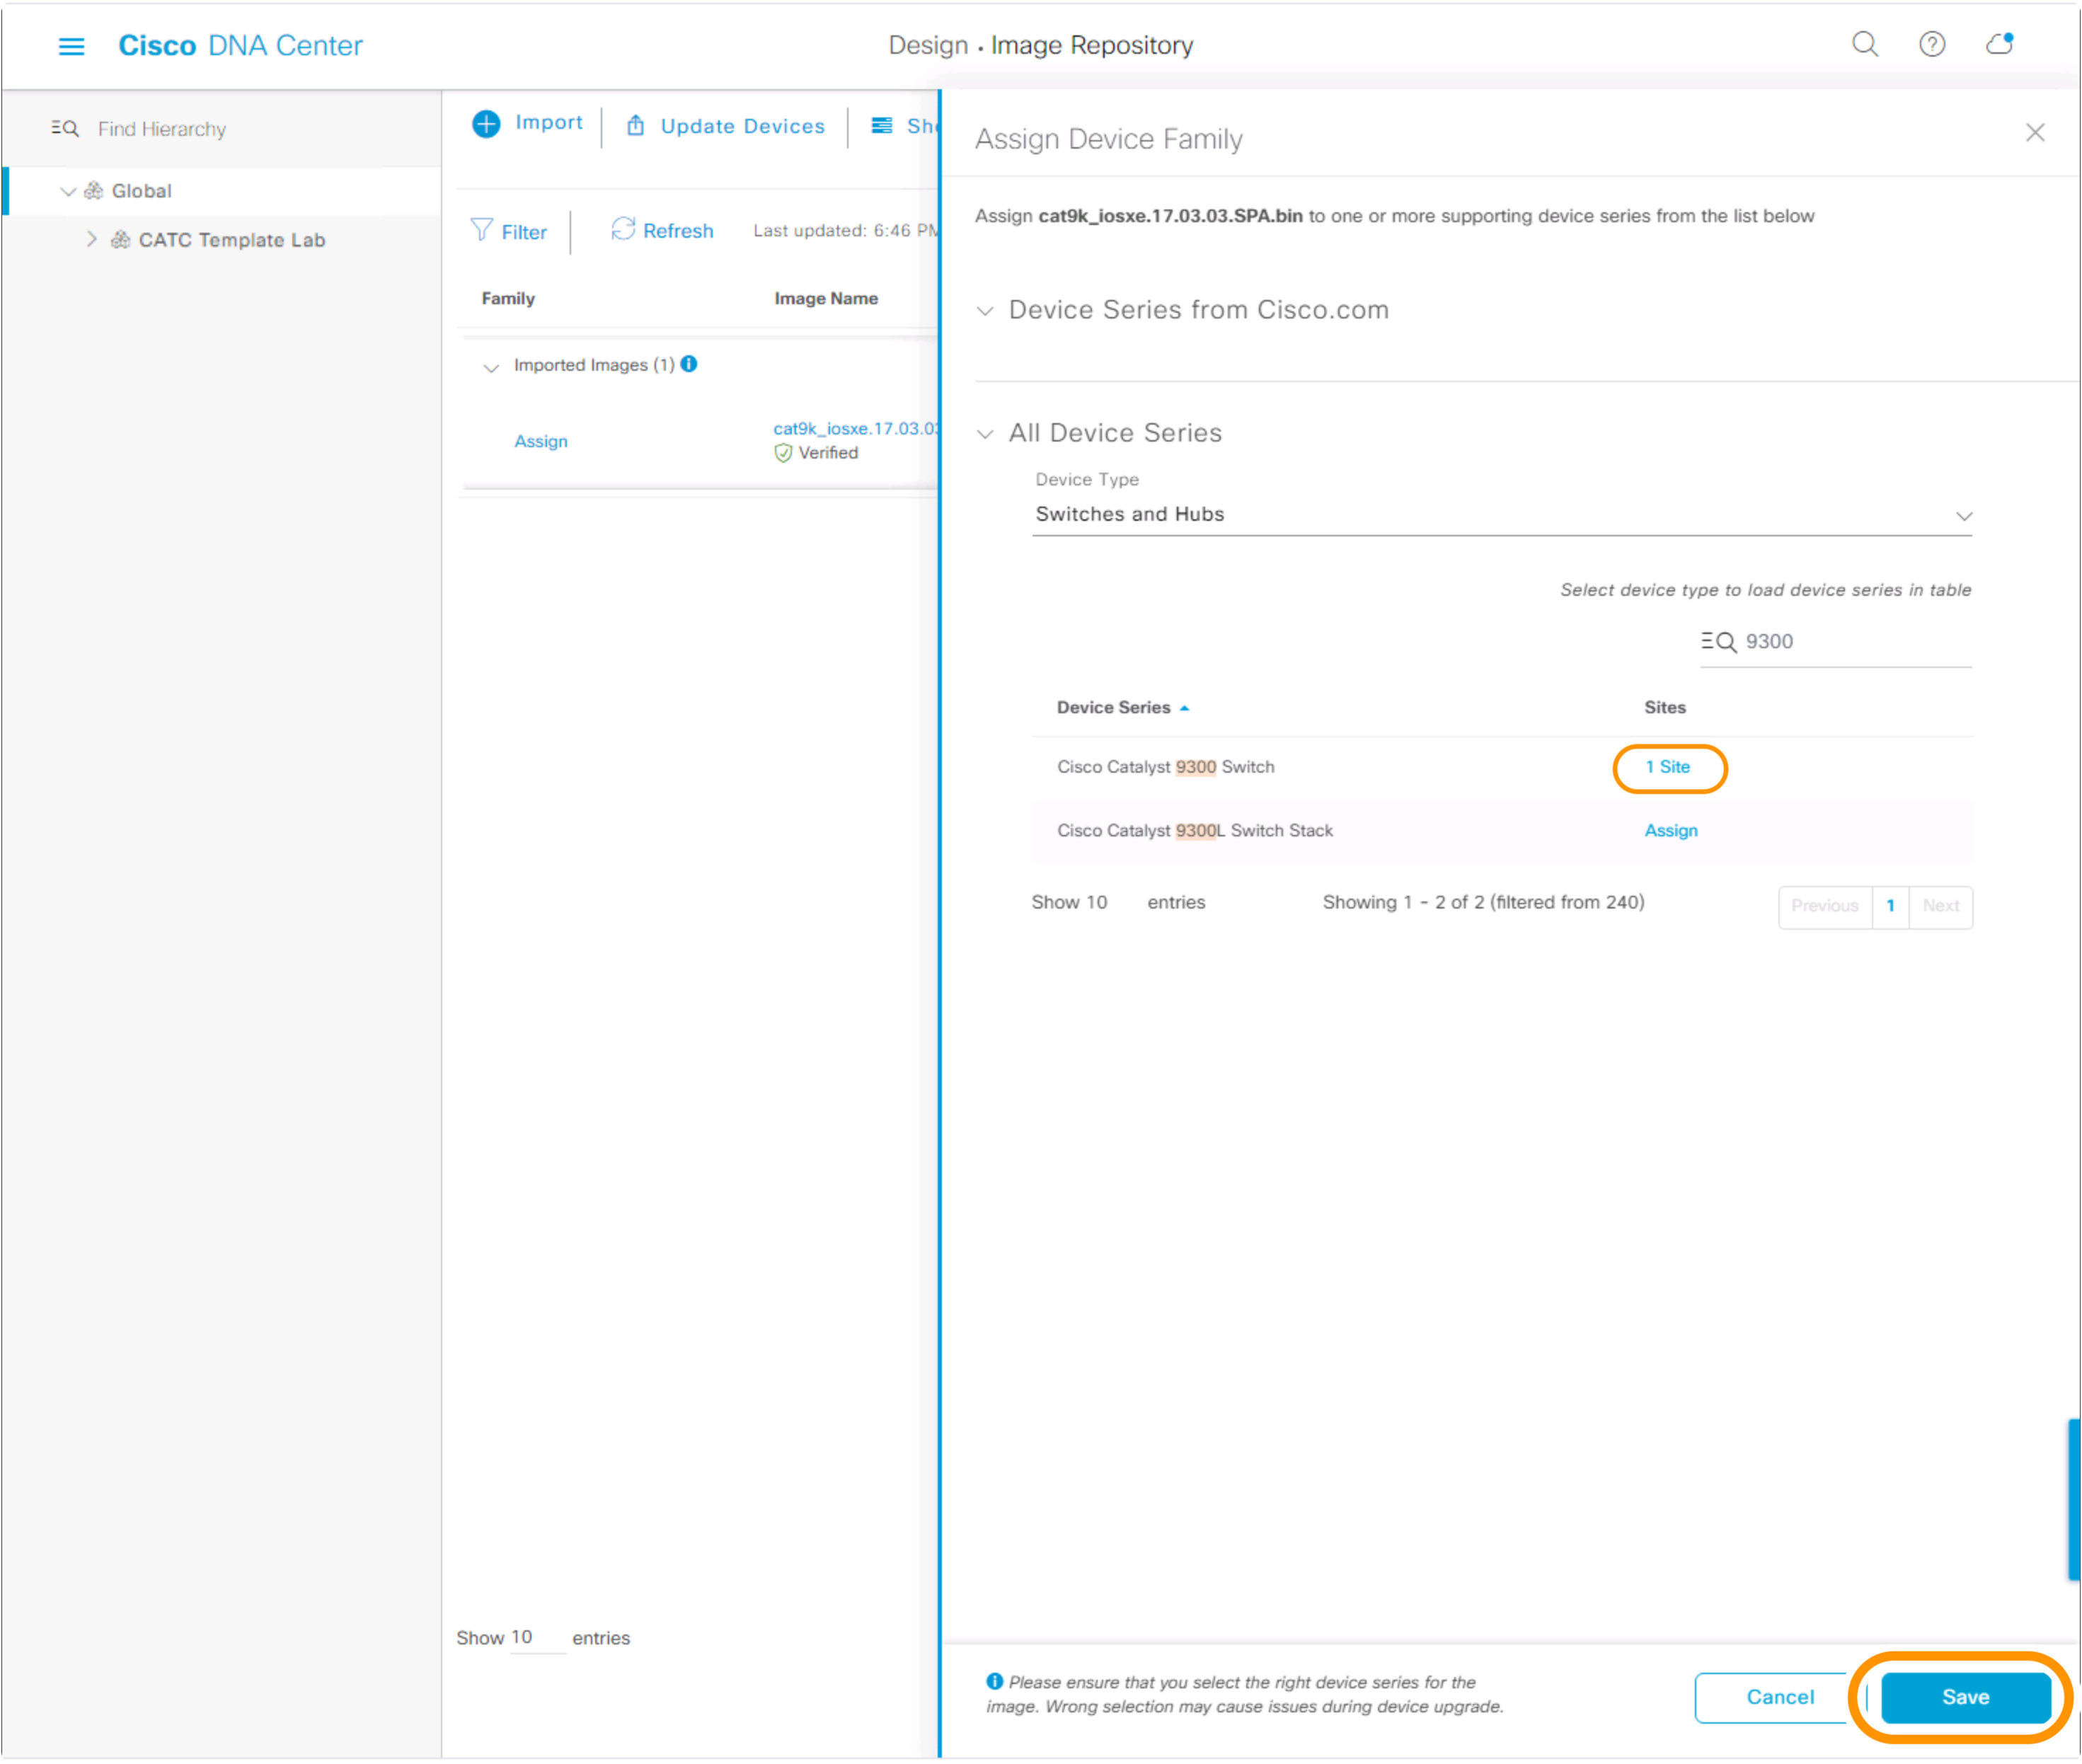 Cisco DNA Center
Design • Image Repository
Find Hierarchy
Global
CATC Template Lab
Import
Update Devices
Sh
Filter
Refresh
Last updated: 6:46 PM
Family
Image Name
Imported Images (1)
Assign
cat9k_iosxe.17.03.03
Verified
Show 10 entries
Assign Device Family
Assign cat9k_iosxe.17.03.03.SPA.bin to one or more supporting device series from the list below
Device Series from Cisco.com
All Device Series
Device Type
Switches and Hubs
Select device type to load device series in table
9300
Device Series
Sites
Cisco Catalyst 9300 Switch
1 Site
Cisco Catalyst 9300L Switch Stack
Assign
Show 10 entries
Showing 1 - 2 of 2 (filtered from 240)
Previous
1
Next
Please ensure that you select the right device series for the
image. Wrong selection may cause issues during device upgrade.
Cancel
Save